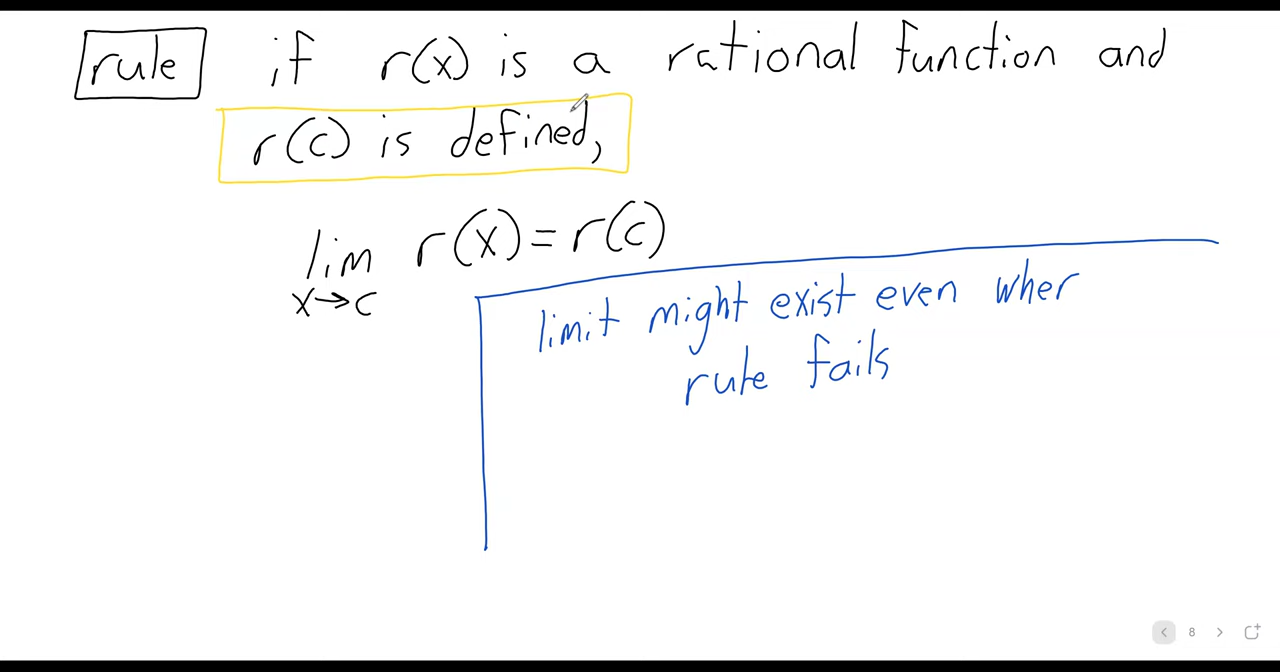 rule if r(x) is a rational function and
r(c) is defined,
lim r(x) = r(c)
x→c
limit might exist even wher
rule fails
8